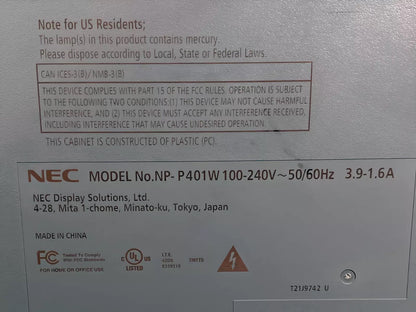 Note for US Residents;
The lamp(s) in this product contains mercury.
Please dispose according to Local, State or Federal Laws.
CAN ICES-3(B)/ NMB-3(B)
THIS DEVICE COMPLIES WITH PART 15 OF THE FCC RULES. OPERATION IS SUBJECT
TO THE FOLLOWING TWO CONDITIONS:(1) THIS DEVICE MAY NOT CAUSE HARMFUL
INTERFERENCE, AND (2) THIS DEVICE MUST ACCEPT ANY INTERFERENCE RECEIVED,
INCLUDING INTERFERENCE THAT MAY CAUSE UNDESIRED OPERATION.
THIS CABINET IS CONSTRUCTED OF PLASTIC (PC).
NEC MODEL No.NP- P401W 100-240V~50/60Hz 3.9-1.6A
NEC Display Solutions, Ltd.
4-28, Mita 1-chome, Minato-ku, Tokyo, Japan
MADE IN CHINA
FC Tested To Comply
With FCC Standards
FOR HOME OR OFFICE USE
C UL US
LISTED
I.T.E.
E209218
T21J9742 U